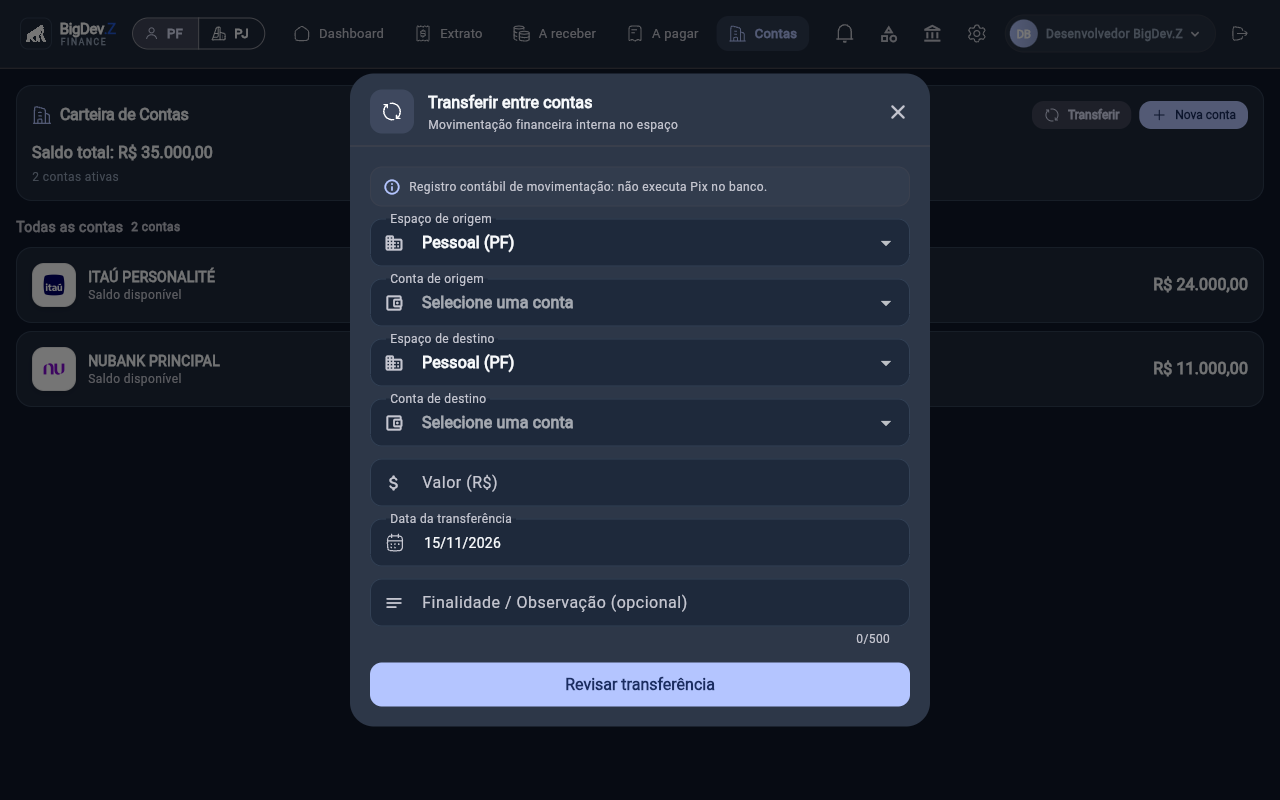 BigDev.Z
FINANCE
PF
PJ
Dashboard
Extrato
A receber
A pagar
Contas
DB
Desenvolvedor BigDev.Z
Carteira de Contas
Transferir
Nova conta
Saldo total: R$ 35.000,00
2 contas ativas
Todas as contas 2 contas
itaú
ITAÚ PERSONALITÉ
Saldo disponível
R$ 24.000,00
nu
NUBANK PRINCIPAL
Saldo disponível
R$ 11.000,00
Transferir entre contas
Movimentação financeira interna no espaço
Registro contábil de movimentação: não executa Pix no banco.
Espaço de origem
Pessoal (PF)
Conta de origem
Selecione uma conta
Espaço de destino
Pessoal (PF)
Conta de destino
Selecione uma conta
$ Valor (R$)
Data da transferência
15/11/2026
Finalidade / Observação (opcional)
0/500
Revisar transferência